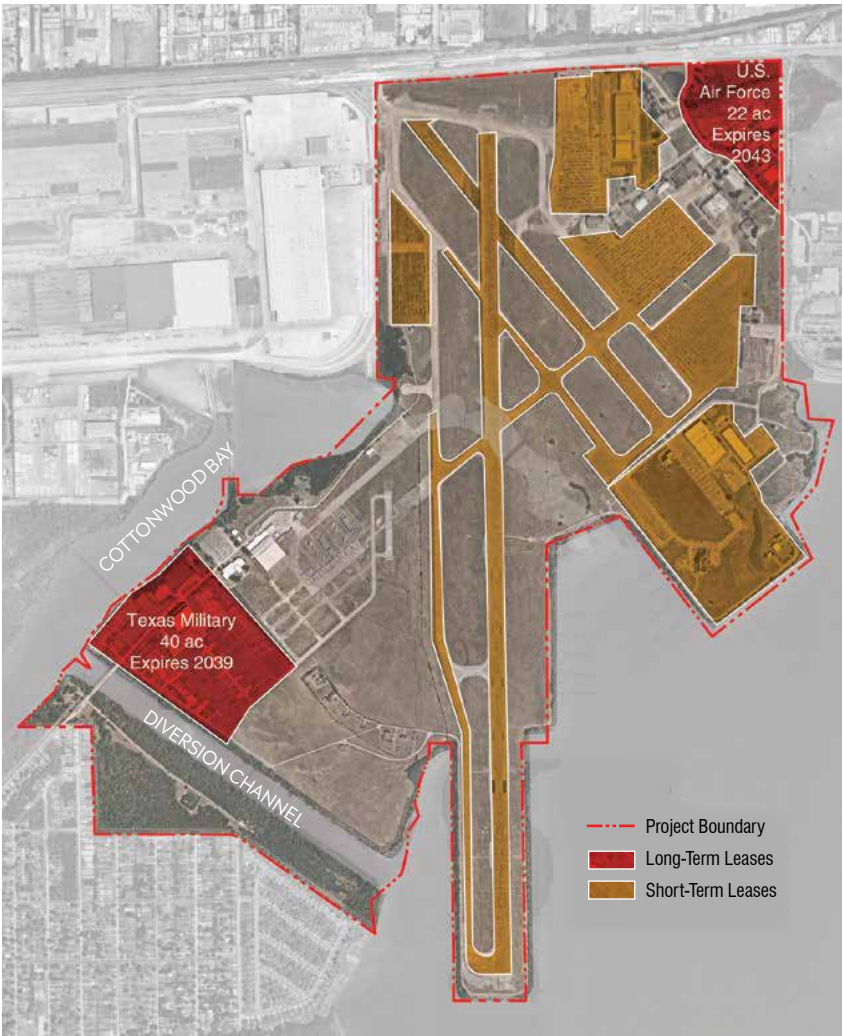 U.S.
Air Force
22 ac
Expires
2043
COTTONWOOD BAY
Texas Military
40 ac
Expires 2039
DIVERSION CHANNEL
Project Boundary
Long-Term Leases
Short-Term Leases